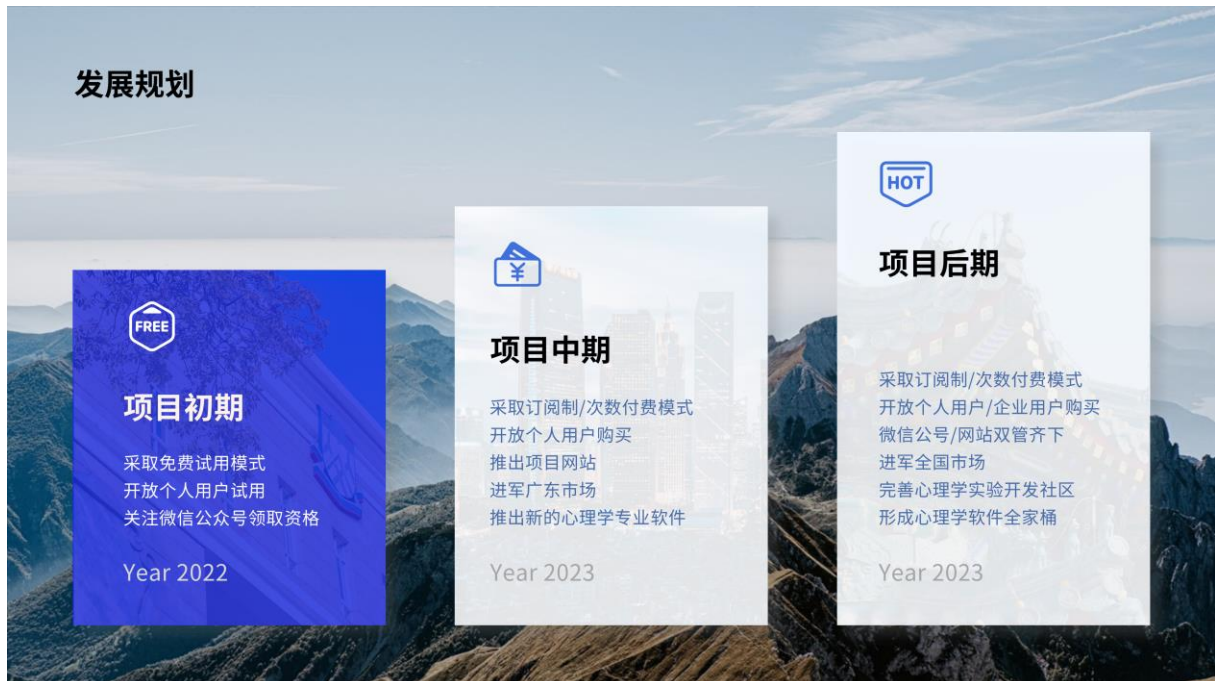 发展规划
FREE
项目初期
采取免费试用模式
开放个人用户试用
关注微信公众号领取资格
Year 2022
¥
项目中期
采取订阅制/次数付费模式
开放个人用户购买
推出项目网站
进军广东市场
推出新的心理学专业软件
Year 2023
HOT
项目后期
采取订阅制/次数付费模式
开放个人用户/企业用户购买
微信公号/网站双管齐下
进军全国市场
完善心理学实验开发社区
形成心理学软件全家桶
Year 2023